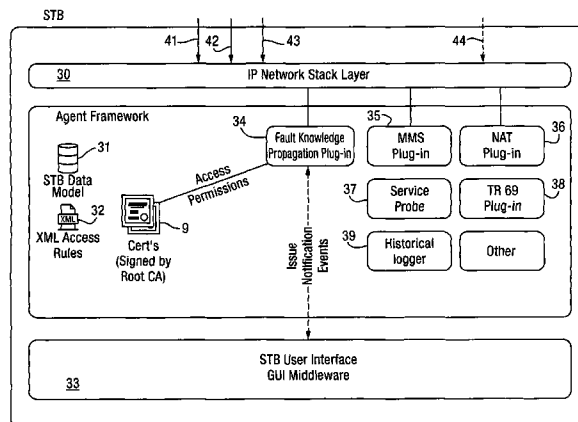 STB
41
42
43
44
30
IP Network Stack Layer
Agent Framework
31
STB Data
Model
32
XML
XML Access
Rules
9
Cert's
(Signed by
Root CA)
Access
Permissions
34
Fault Knowledge
Propagation Plug-in
Issue
Notification
Events
35
MMS
Plug-in
NAT
Plug-in
36
37
Service
Probe
TR 69
Plug-in
38
39
Historical
logger
Other
STB User Interface
GUI Middleware
33